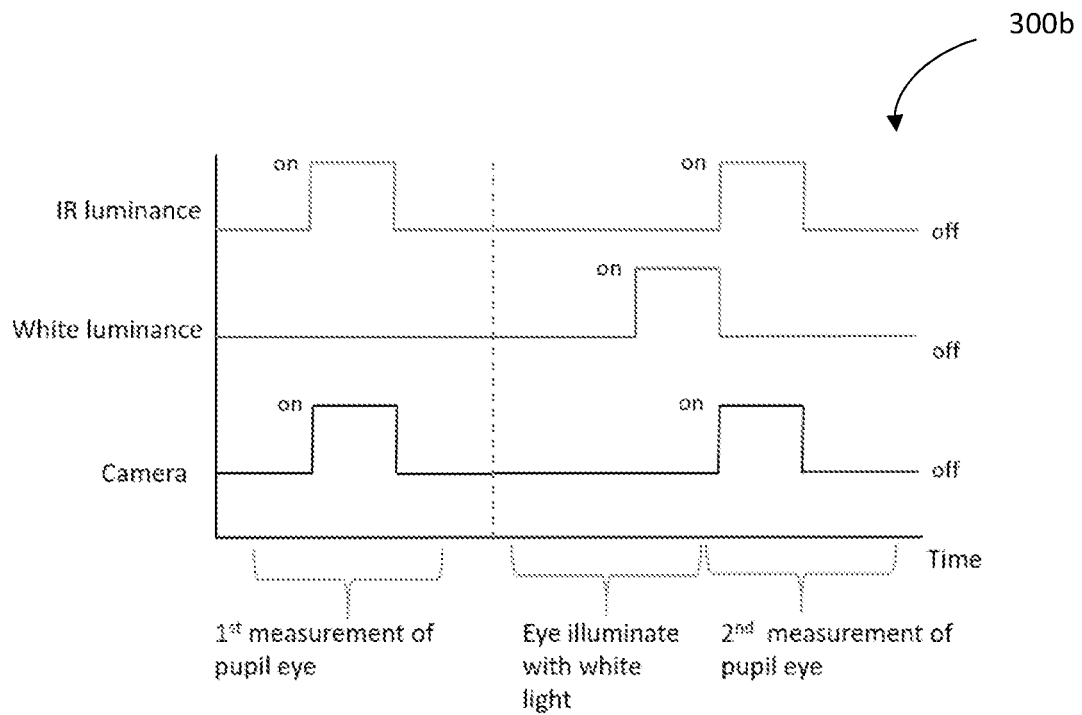 300b
on
on
IR luminance
off
on
White luminance
off
on
on
Camera
off
Time
1st measurement of
pupil eye
Eye illuminate
with white
light
2nd measurement of
pupil eye